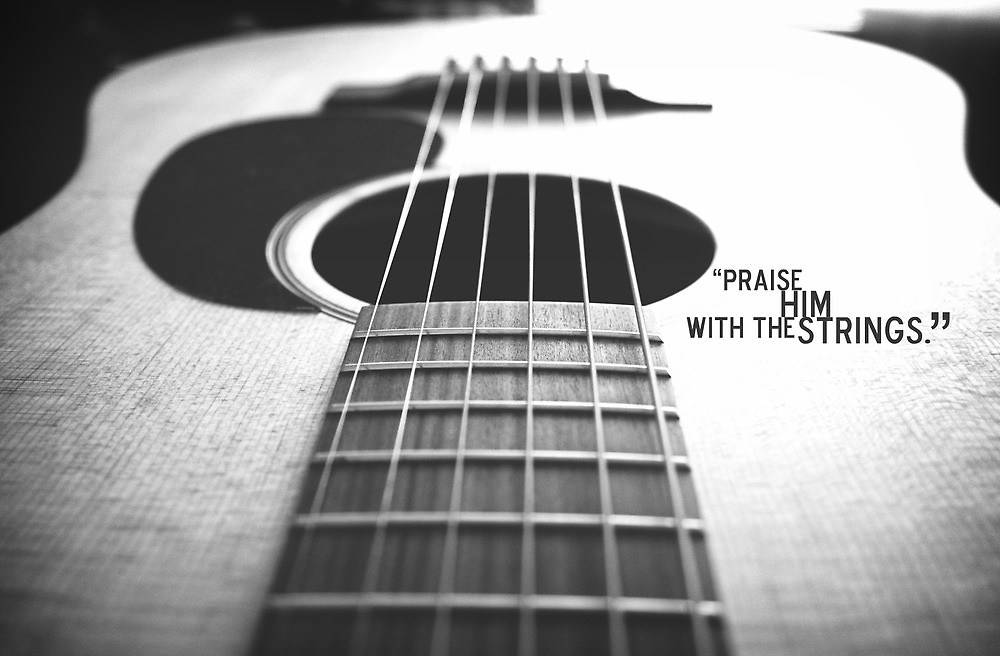 “PRAISE
HIM
WITH THE STRINGS.”